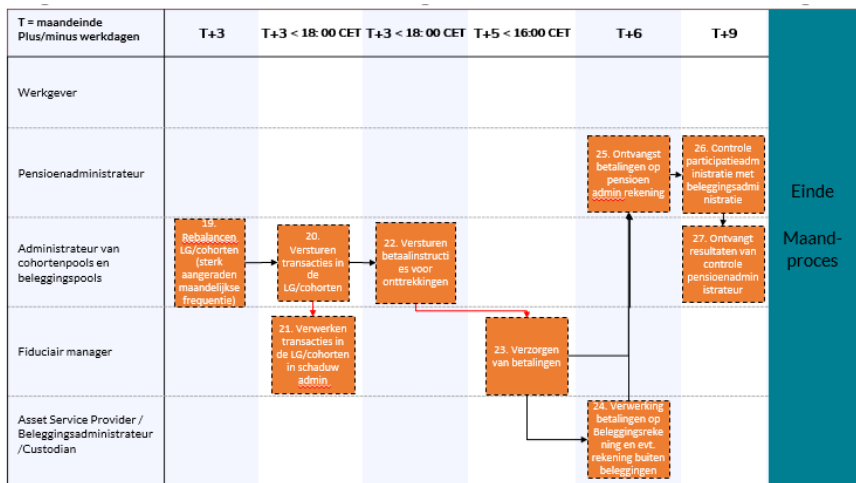 T = maandeinde
Plus/minus werkdagen
T+3
T+3 < 18: 00 CET
T+3 < 18: 00 CET
T+5 < 16:00 CET
T+6
T+9
Werkgever
Pensioenadministrateur
25. Ontvangst
betalingen op
pensioen
admin rekening
26. Controle
participatieadm
inistratie met
beleggingsadmi
nistratie
Administrateur van
cohortenpools en
beleggingspools
19.
Rebalancen
LG/cohorten
(sterk
aangeraden
maandelijkse
frequentie)
20.
Versturen
transacties in
de
LG/cohorten
22. Versturen
betaalinstructi
es voor
onttrekkingen
27. Ontvangt
resultaten van
controle
pensioenadmin
istrateur
Fiduciair manager
21. Verwerken
transacties in
de LG/cohorten
in schaduw
admin
23. Verzorgen
van betalingen
Asset Service Provider /
Beleggingsadministrateur
/Custodian
24. Verwerking
betalingen op
Beleggingsreke
ning en evt.
rekening buiten
beleggingen
Einde
Maand-
proces